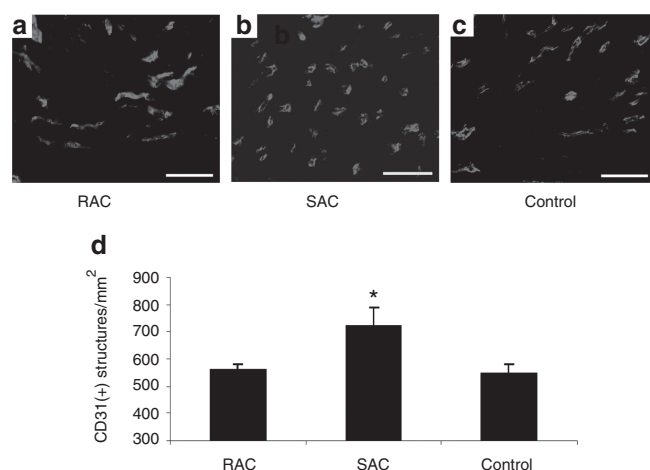 a
b
b
c
RAC
SAC
Control
d
CD31(+) structures/mm2
900
800
700
600
500
400
300
*
RAC
SAC
Control